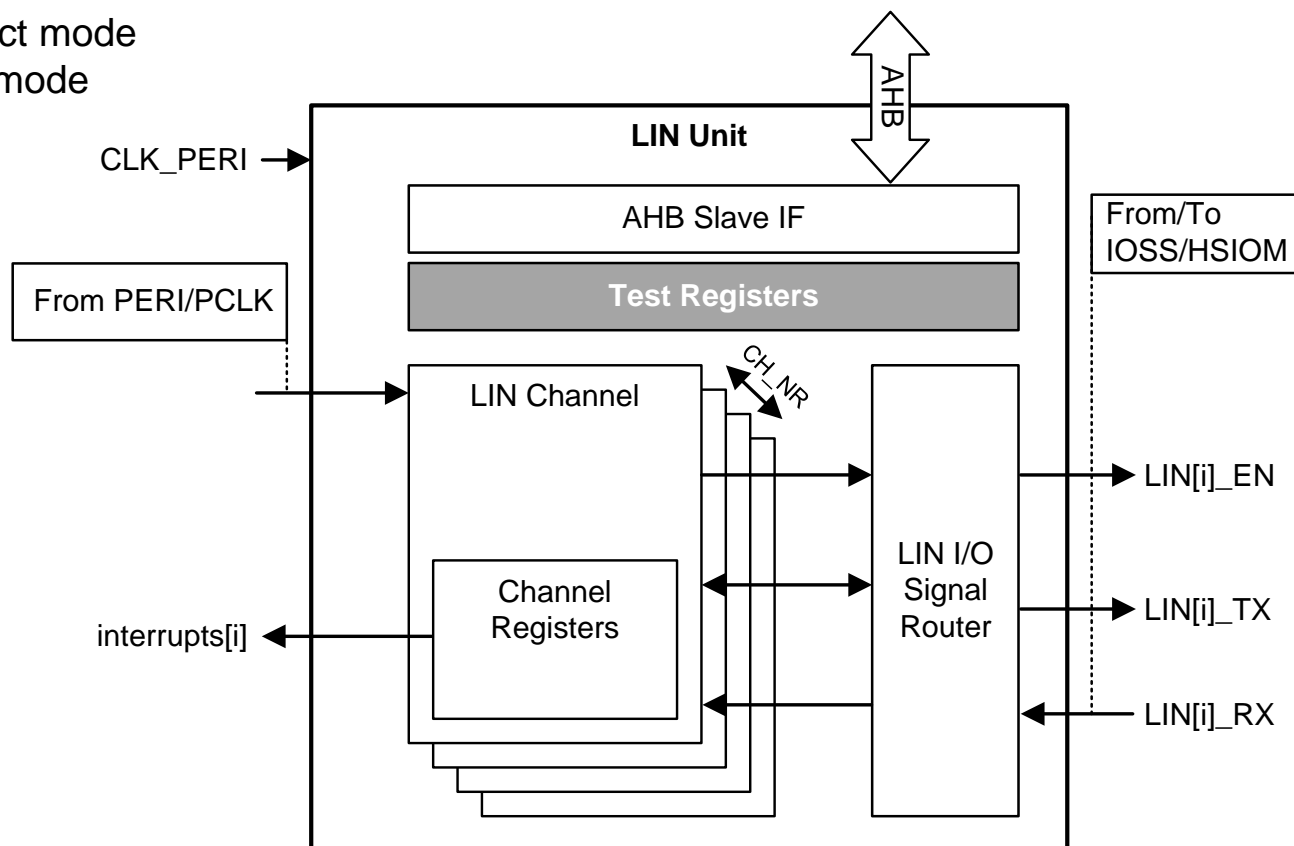 mode
mode
AHB
LIN Unit
CLK_PERI
AHB Slave IF
From/To
IOSS/HSIOM
From PERI/PCLK
Test Registers
CH_NR
LIN Channel
LIN[i]_EN
LIN I/O
Signal
Router
Channel
Registers
LIN[i]_TX
interrupts[i]
LIN[i]_RX